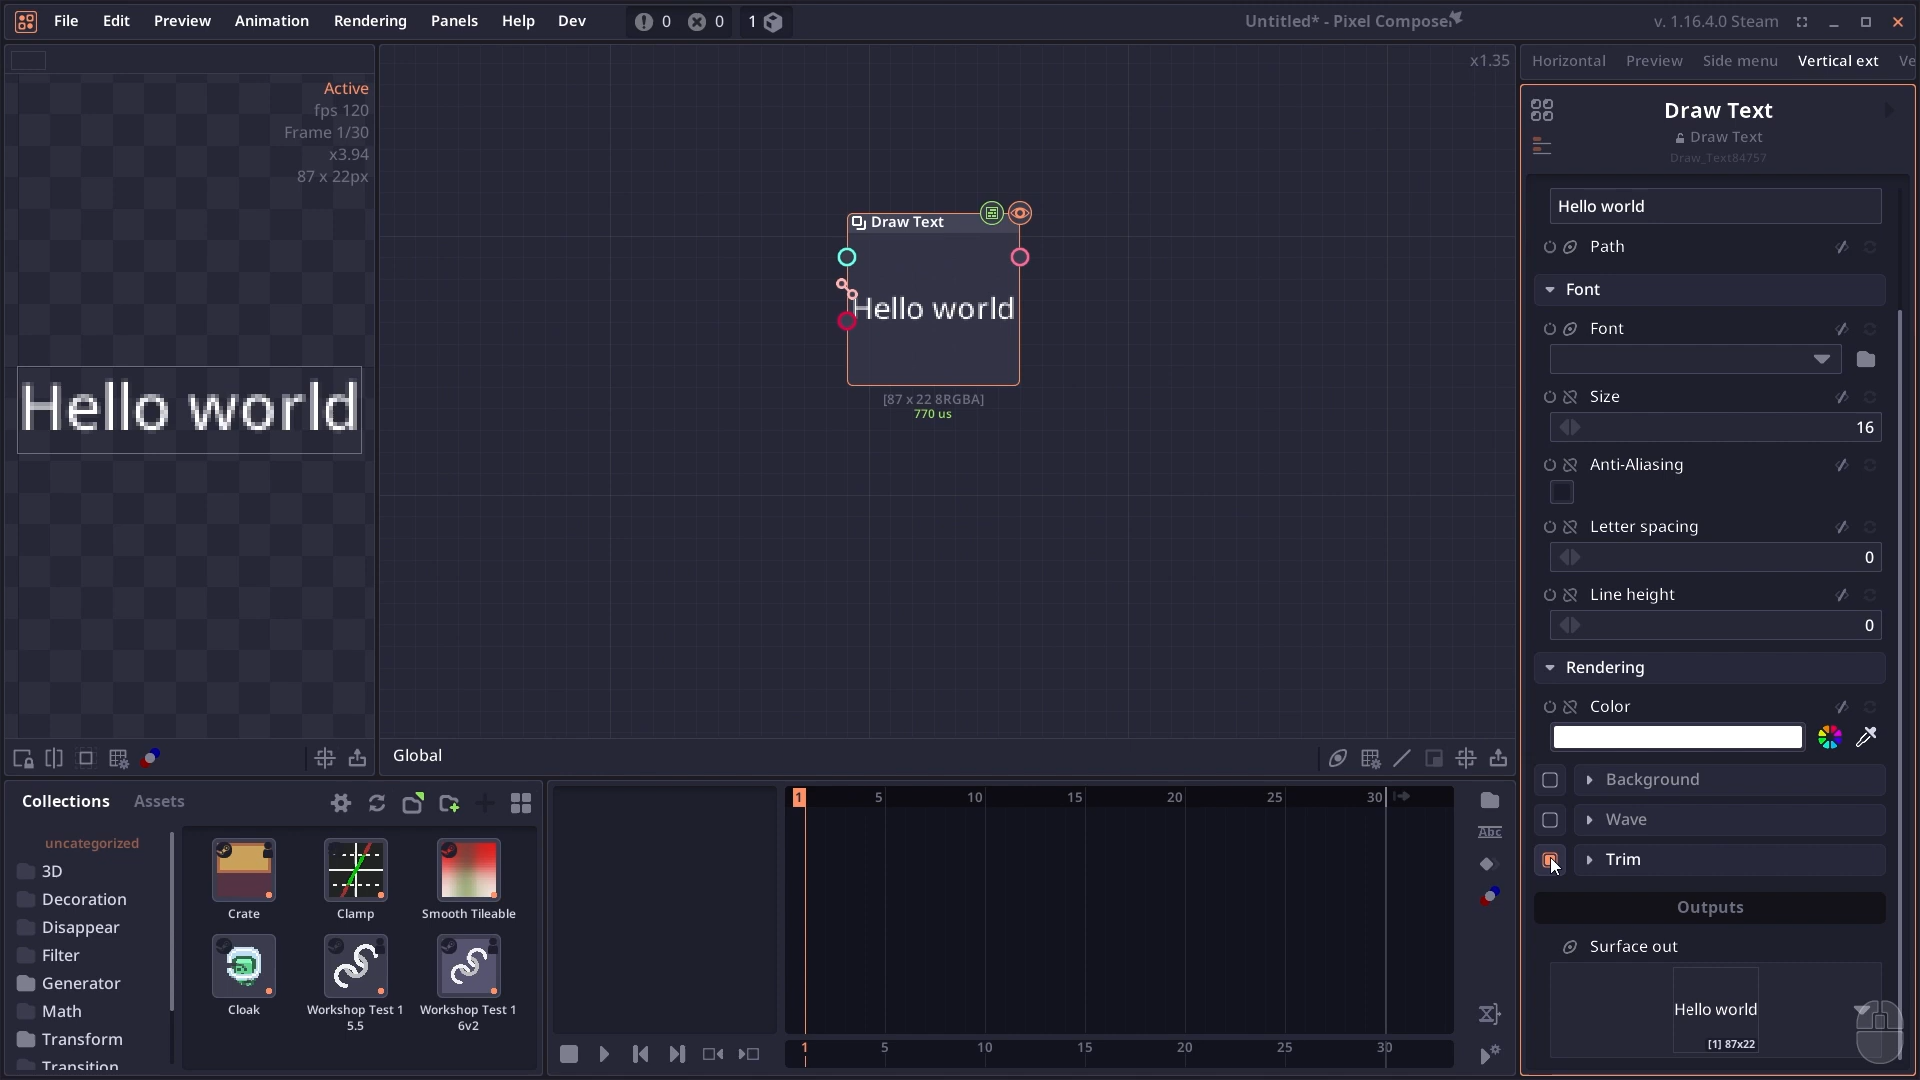 File Edit Preview Animation Rendering Panels Help Dev 0 0 1 Untitled* - Pixel Composer v. 1.16.4.0 Steam
Horizontal Preview Side menu Vertical ext Ve
Active
fps 120
Frame 1/30
x3.94
87 x 22px
Hello world
x1.35
Draw Text
Hello world
[87 x 22 8RGBA]
770 us
Global
Draw Text
Draw Text
Draw_Text84757
Hello world
Path
Font
Font
Size
16
Anti-Aliasing
Letter spacing
0
Line height
0
Rendering
Color
Background
Wave
Trim
Outputs
Surface out
Hello world
[1] 87x22
Collections Assets
uncategorized
3D
Decoration
Disappear
Filter
Generator
Math
Transform
Transition
Crate
Clamp
Smooth Tileable
Cloak
Workshop Test 1
5.5
Workshop Test 1
6v2
1 5 10 15 20 25 30
Abc
1 5 10 15 20 25 30